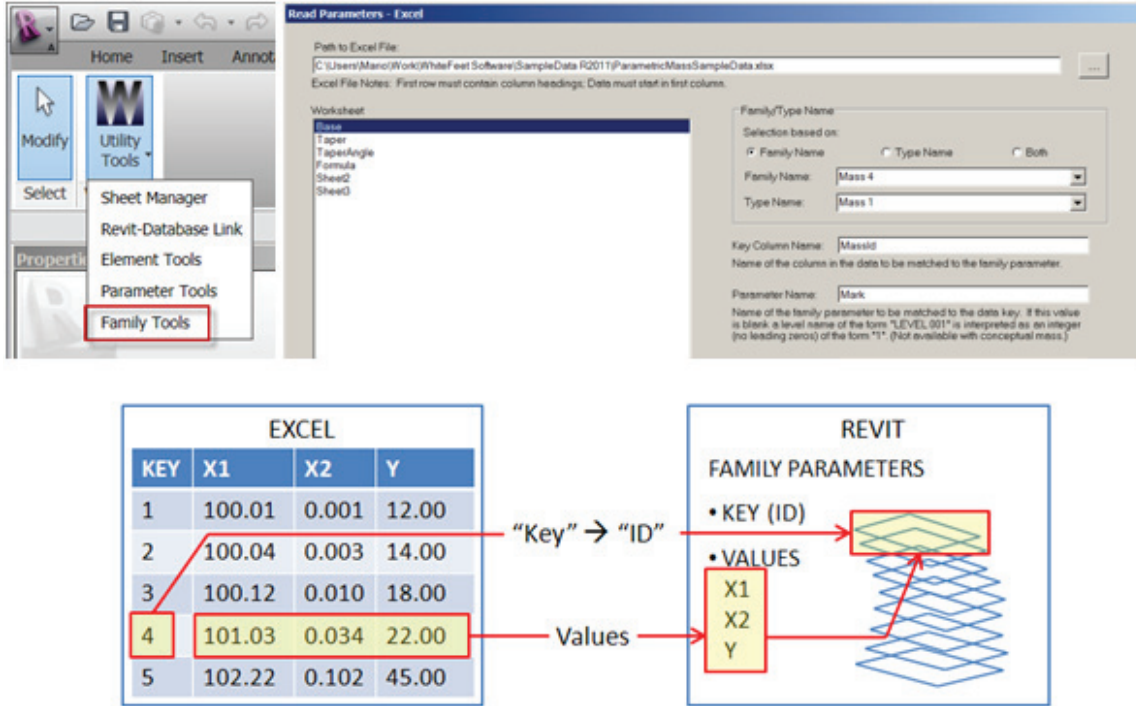 Home Insert Annot
Modify
Utility
Tools
Select
Sheet Manager
Revit-Database Link
Element Tools
Parameter Tools
Family Tools
Properti
Read Parameters - Excel
Path to Excel File:
C:\Users\Mario\Work\WhiteFeet Software\SampleData R2011\ParametricMassSampleData.xlsx
...
Excel File Notes: First row must contain column headings; Data must start in first column.
Worksheet
Base
Taper
TaperAngle
Formula
Sheet2
Sheet3
Family/Type Name
Selection based on:
Family Name Type Name Both
Family Name: Mass 4
Type Name: Mass 1
Key Column Name: MassId
Name of the column in the data to be matched to the family parameter.
Parameter Name: Mark
Name of the family parameter to be matched to the data key. If this value
is blank a level name of the form "LEVEL 001" is interpreted as an integer
(no leading zeros) of the form "1". (Not available with conceptual mass.)
EXCEL
KEY X1 X2 Y
1 100.01 0.001 12.00
2 100.04 0.003 14.00
3 100.12 0.010 18.00
4 101.03 0.034 22.00
5 102.22 0.102 45.00
“Key” → “ID”
Values
REVIT
FAMILY PARAMETERS
• KEY (ID)
• VALUES
X1
X2
Y